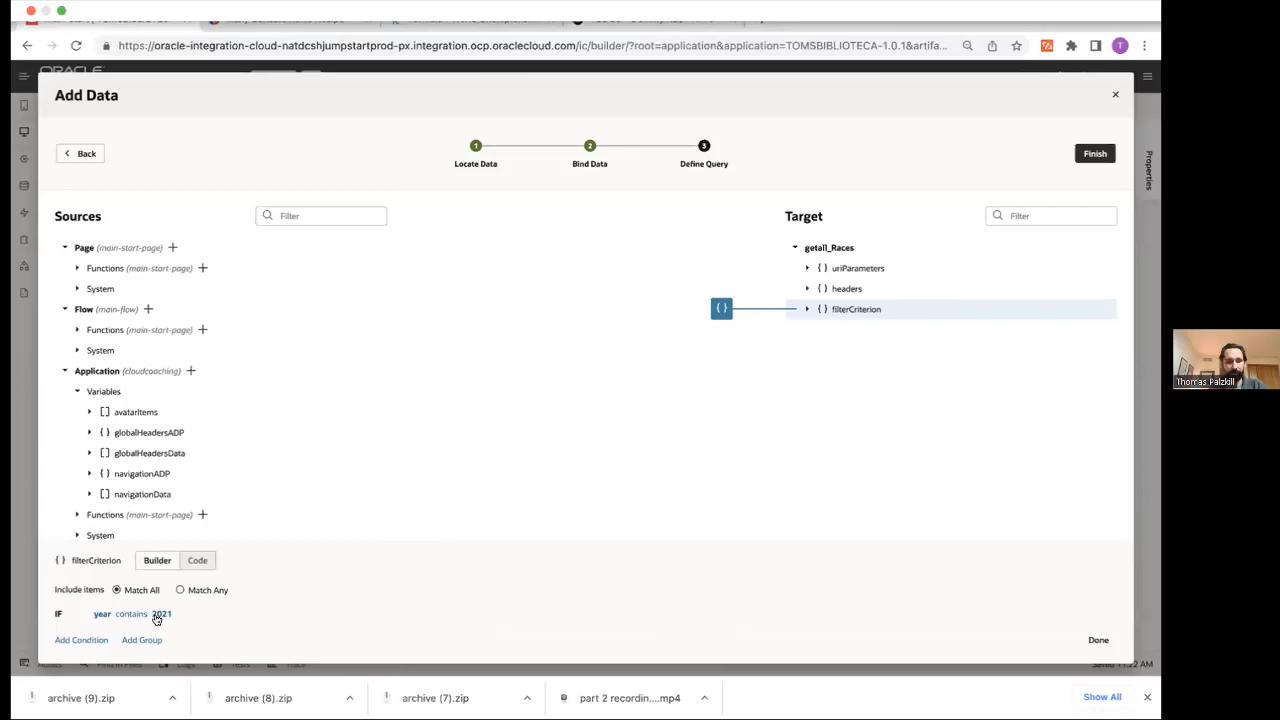 https://oracle-integration-cloud-natdcshjumpstartprod-px.integration.ocp.oraclecloud.com/ic/builder/?root=application&application=TOMSBIBLIOTECA-1.0.1&artifa...
T
ORACLE
Add Data
Back
1
2
3
Locate Data
Bind Data
Define Query
Finish
Properties
Sources
Filter
Target
Filter
Page (main-start-page)
getall_Races
Functions (main-start-page)
{ } uriParameters
System
{ } headers
Flow (main-flow)
{ }
{ } filterCriterion
Functions (main-start-page)
System
Application (cloudcoaching)
Variables
[ ] avatarItems
{ } globalHeadersADP
[ ] globalHeadersData
{ } navigationADP
[ ] navigationData
Functions (main-start-page)
System
{ } filterCriterion
Builder
Code
Include items
Match All
Match Any
IF
year contains 2021
Add Condition
Add Group
Done
archive (9).zip
archive (8).zip
archive (7).zip
part 2 recordin....mp4
Show All
Thomas Palzkill